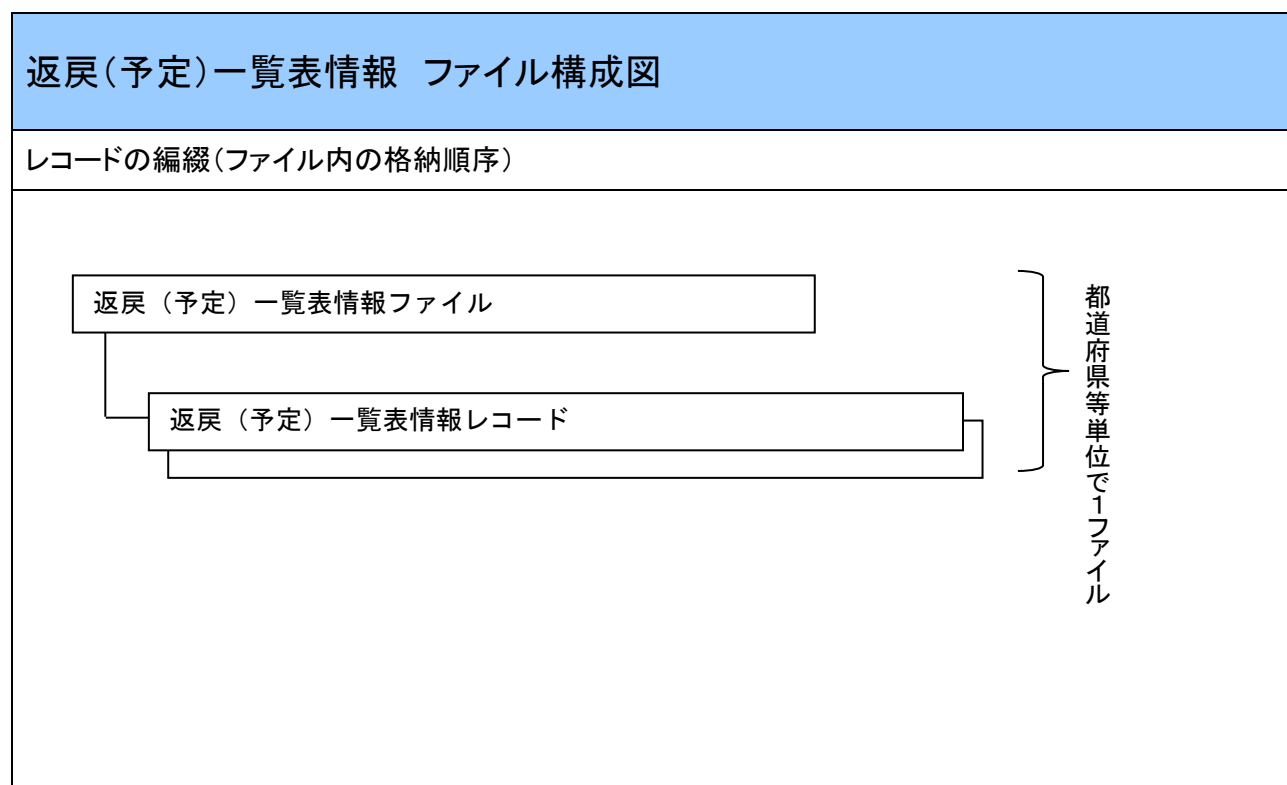 返戻(予定)一覧表情報 ファイル構成図
レコードの編綴(ファイル内の格納順序)
返戻（予定）一覧表情報ファイル
返戻（予定）一覧表情報レコード
都道府県等単位で1ファイル